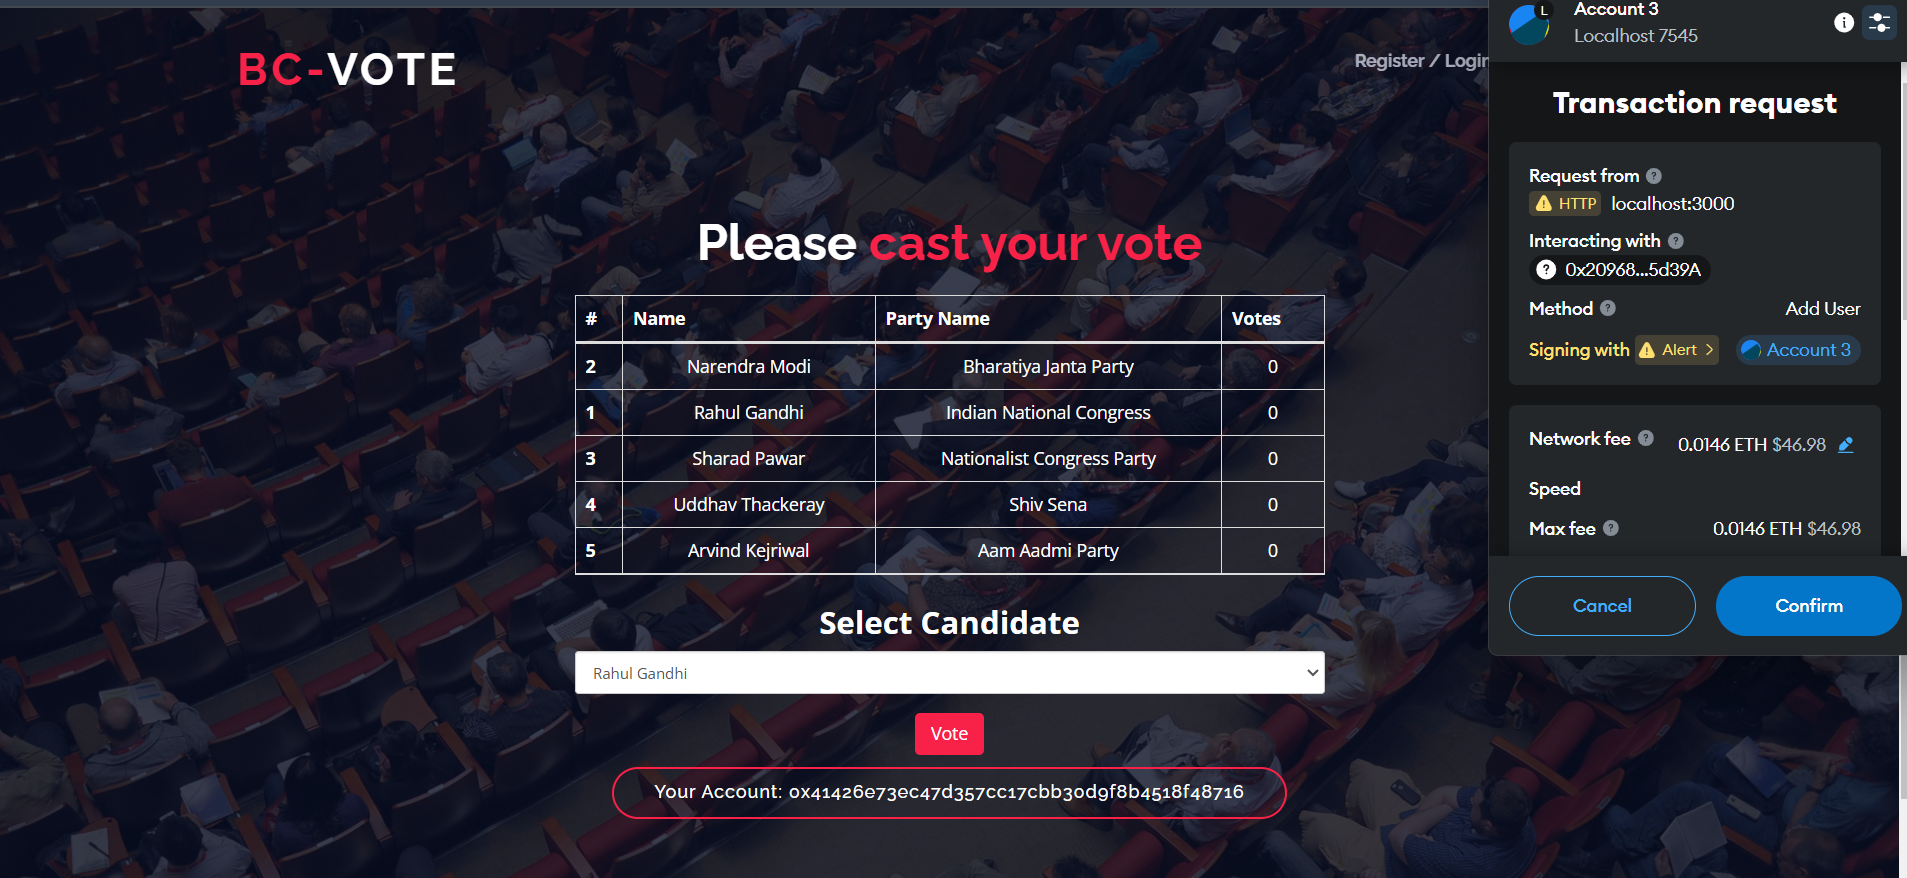 BC-VOTE
Register / Login
Please cast your vote
# Name Party Name Votes
2 Narendra Modi Bharatiya Janta Party 0
1 Rahul Gandhi Indian National Congress 0
3 Sharad Pawar Nationalist Congress Party 0
4 Uddhav Thackeray Shiv Sena 0
5 Arvind Kejriwal Aam Aadmi Party 0
Select Candidate
Rahul Gandhi
Vote
Your Account: 0x41426e73ec47d357cc17cbb30d9f8b4518f48716
L
Account 3
Localhost 7545
Transaction request
Request from
HTTP localhost:3000
Interacting with
0x20968...5d39A
Method Add User
Signing with Alert > Account 3
Network fee 0.0146 ETH $46.98
Speed
Max fee 0.0146 ETH $46.98
Cancel Confirm